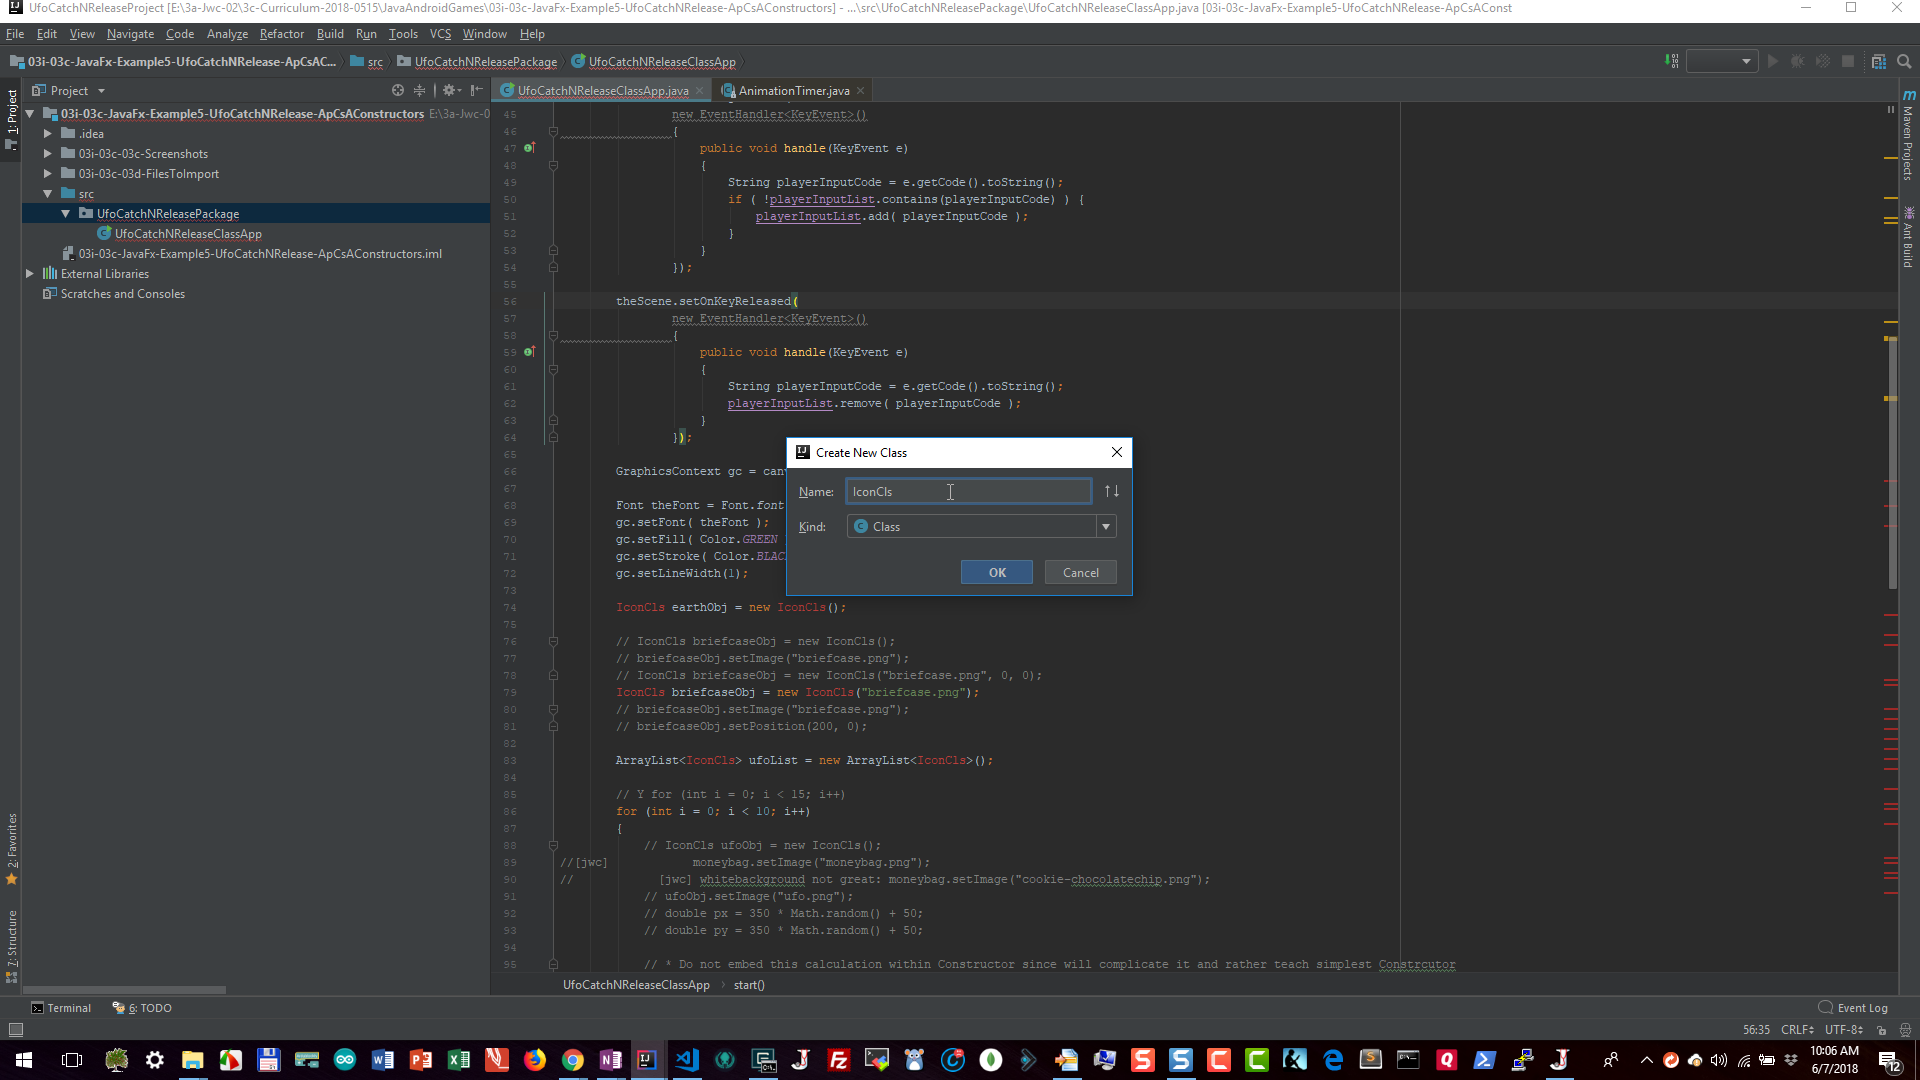 UfoCatchNReleaseProject [E:\3a-Jwc-02\3c-Curriculum-2018-0515\JavaAndroidGames\03i-03c-JavaFx-Example5-UfoCatchNRelease-ApCsAConstructors] - ...\src\UfoCatchNReleasePackage\UfoCatchNReleaseClassApp.java [03i-03c-JavaFx-Example5-UfoCatchNRelease-ApCsAConst
File Edit View Navigate Code Analyze Refactor Build Run Tools VCS Window Help
03i-03c-JavaFx-Example5-UfoCatchNRelease-ApCsAC... src UfoCatchNReleasePackage UfoCatchNReleaseClassApp
Project UfoCatchNReleaseClassApp.java AnimationTimer.java
1: Project
03i-03c-JavaFx-Example5-UfoCatchNRelease-ApCsAConstructors E:\3a-Jwc-0
.idea
03i-03c-03c-Screenshots
03i-03c-03d-FilesToImport
src
UfoCatchNReleasePackage
UfoCatchNReleaseClassApp
03i-03c-JavaFx-Example5-UfoCatchNRelease-ApCsAConstructors.iml
External Libraries
Scratches and Consoles
2: Favorites
7: Structure
45 new EventHandler<KeyEvent>()
46 {
47 public void handle(KeyEvent e)
48 {
49 String playerInputCode = e.getCode().toString();
50 if ( !playerInputList.contains(playerInputCode) ) {
51 playerInputList.add( playerInputCode );
52 }
53 }
54 });
55
56 theScene.setOnKeyReleased(
57 new EventHandler<KeyEvent>()
58 {
59 public void handle(KeyEvent e)
60 {
61 String playerInputCode = e.getCode().toString();
62 playerInputList.remove( playerInputCode );
63 }
64 });
65
66 GraphicsContext gc = can
67
68 Font theFont = Font.font
69 gc.setFont( theFont );
70 gc.setFill( Color.GREEN
71 gc.setStroke( Color.BLAC
72 gc.setLineWidth(1);
73
74 IconCls earthObj = new IconCls();
75
76 // IconCls briefcaseObj = new IconCls();
77 // briefcaseObj.setImage("briefcase.png");
78 // IconCls briefcaseObj = new IconCls("briefcase.png", 0, 0);
79 IconCls briefcaseObj = new IconCls("briefcase.png");
80 // briefcaseObj.setImage("briefcase.png");
81 // briefcaseObj.setPosition(200, 0);
82
83 ArrayList<IconCls> ufoList = new ArrayList<IconCls>();
84
85 // Y for (int i = 0; i < 15; i++)
86 for (int i = 0; i < 10; i++)
87 {
88 // IconCls ufoObj = new IconCls();
89 //[jwc] moneybag.setImage("moneybag.png");
90 // [jwc] whitebackground not great: moneybag.setImage("cookie-chocolatechip.png");
91 // ufoObj.setImage("ufo.png");
92 // double px = 350 * Math.random() + 50;
93 // double py = 350 * Math.random() + 50;
94
95 // * Do not embed this calculation within Constructor since will complicate it and rather teach simplest Constrcutor
Create New Class
Name: IconCls
Kind: Class
OK Cancel
Maven Projects
Ant Build
UfoCatchNReleaseClassApp start()
Terminal 6: TODO Event Log
56:35 CRLF UTF-8
10:06 AM
6/7/2018
12